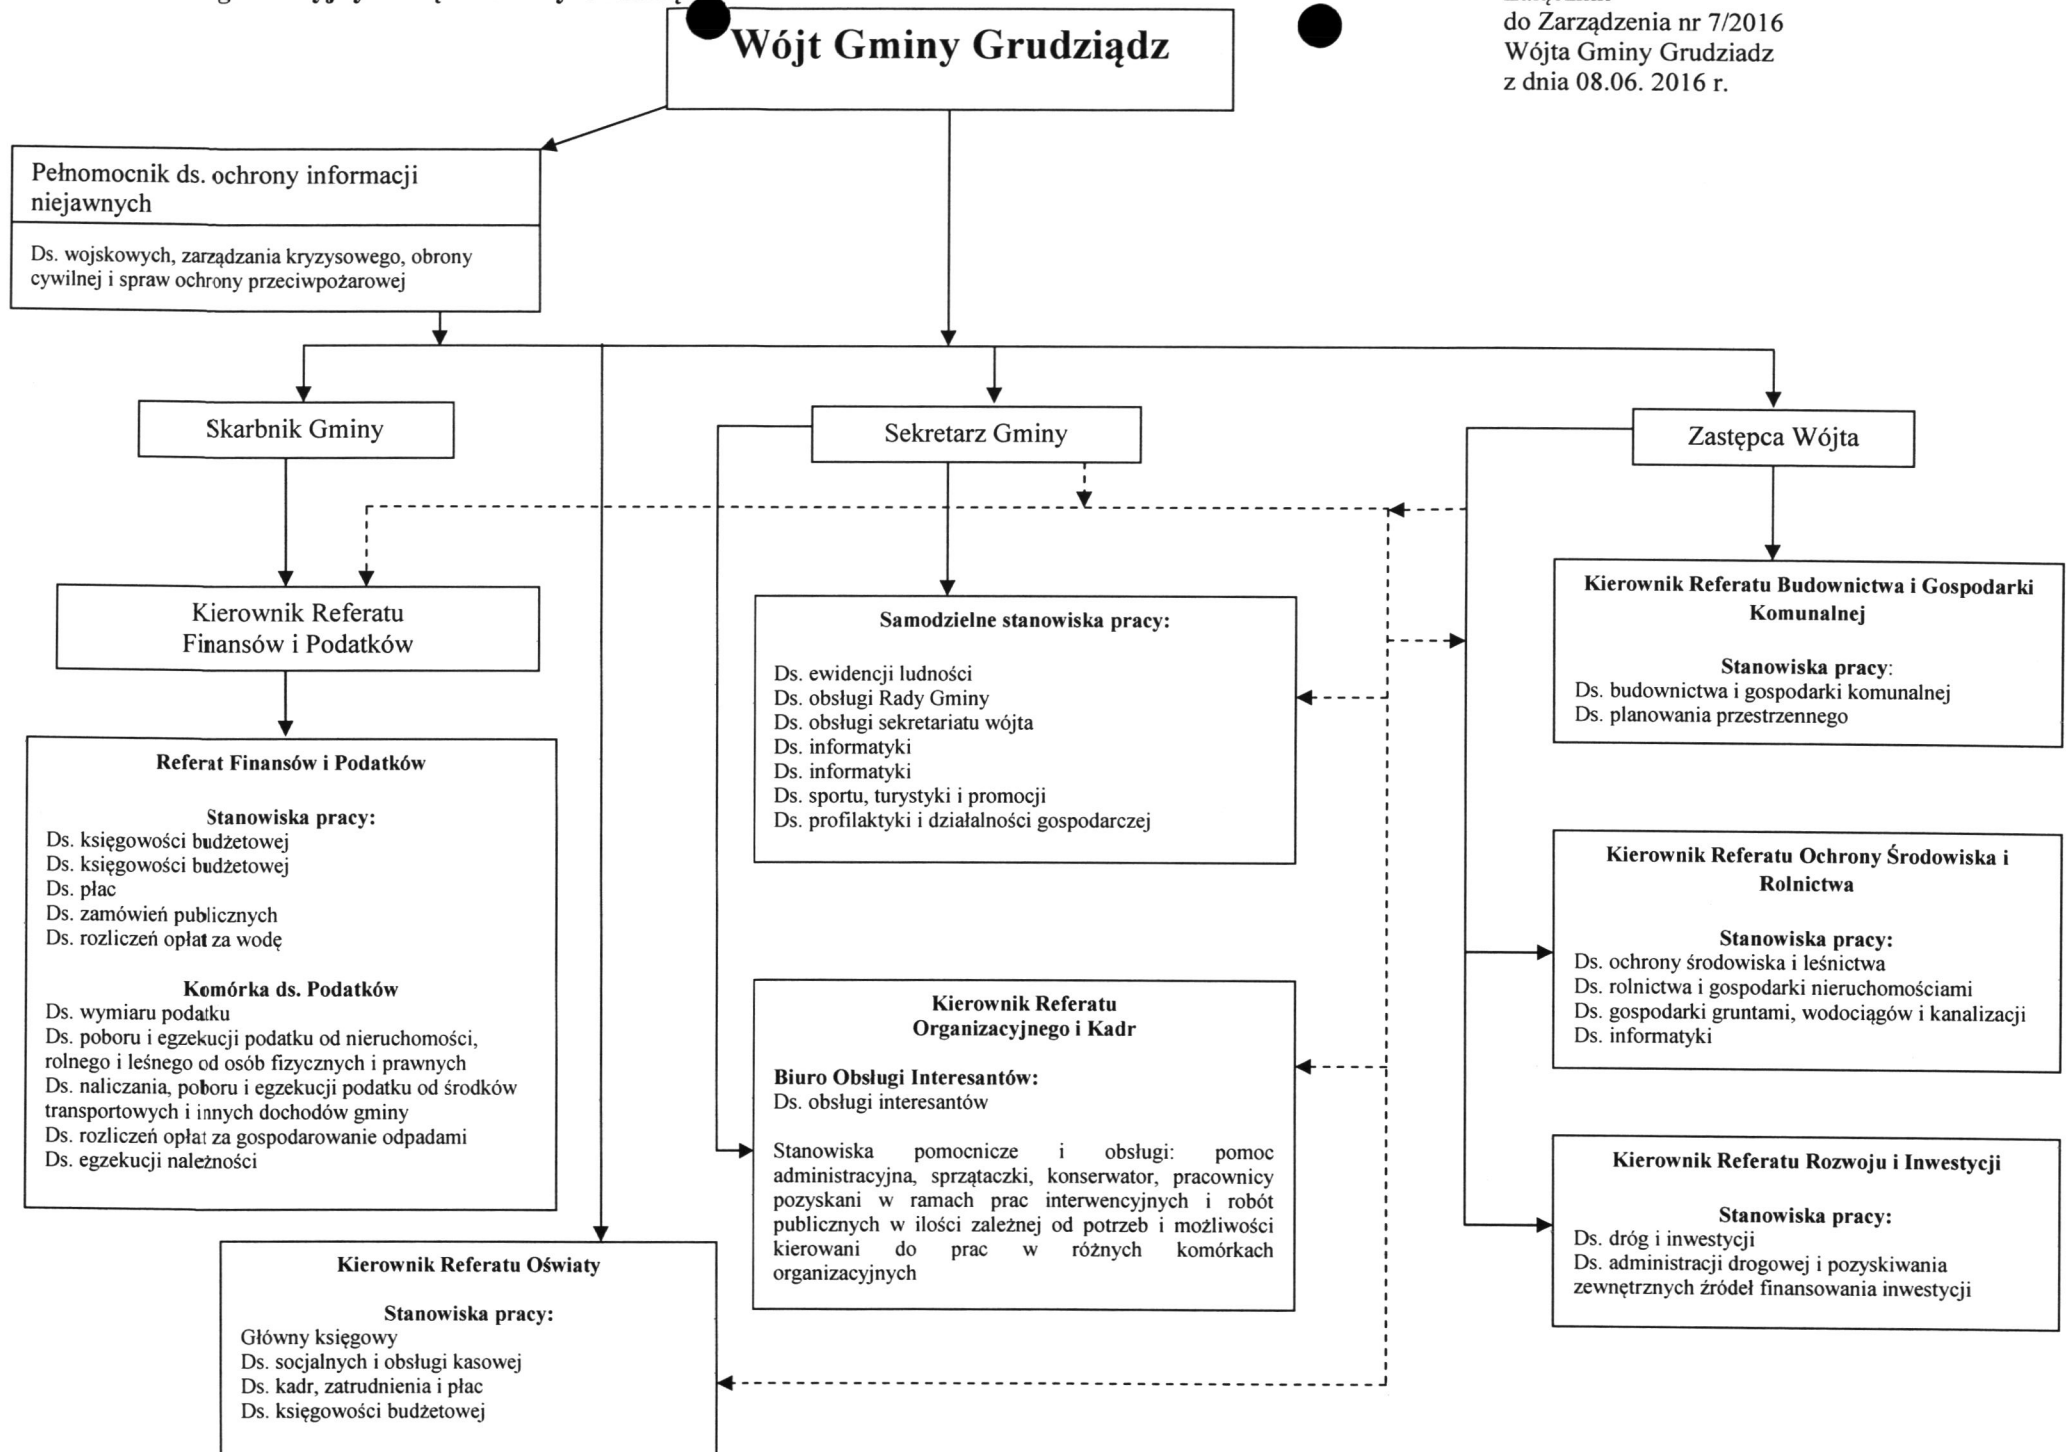 Wójt Gminy Grudziądz
do Zarządzenia nr 7/2016
Wójta Gminy Grudziadz
z dnia 08.06. 2016 r.
Pełnomocnik ds. ochrony informacji
niejawnych
Ds. wojskowych, zarządzania kryzysowego, obrony
cywilnej i spraw ochrony przeciwpożarowej
Skarbnik Gminy
Sekretarz Gminy
Zastępca Wójta
Kierownik Referatu
Finansów i Podatków
Referat Finansów i Podatków
Stanowiska pracy:
Ds. księgowości budżetowej
Ds. księgowości budżetowej
Ds. płac
Ds. zamówień publicznych
Ds. rozliczeń opłat za wodę
Komórka ds. Podatków
Ds. wymiaru podatku
Ds. poboru i egzekucji podatku od nieruchomości,
rolnego i leśnego od osób fizycznych i prawnych
Ds. naliczania, poboru i egzekucji podatku od środków
transportowych i innych dochodów gminy
Ds. rozliczeń opłat za gospodarowanie odpadami
Ds. egzekucji należności
Kierownik Referatu Oświaty
Stanowiska pracy:
Główny księgowy
Ds. socjalnych i obsługi kasowej
Ds. kadr, zatrudnienia i płac
Ds. księgowości budżetowej
Samodzielne stanowiska pracy:
Ds. ewidencji ludności
Ds. obsługi Rady Gminy
Ds. obsługi sekretariatu wójta
Ds. informatyki
Ds. informatyki
Ds. sportu, turystyki i promocji
Ds. profilaktyki i działalności gospodarczej
Kierownik Referatu
Organizacyjnego i Kadr
Biuro Obsługi Interesantów:
Ds. obsługi interesantów
Stanowiska pomocnicze i obsługi: pomoc
administracyjna, sprzątaczki, konserwator, pracownicy
pozyskani w ramach prac interwencyjnych i robót
publicznych w ilości zależnej od potrzeb i możliwości
kierowani do prac w różnych komórkach
organizacyjnych
Kierownik Referatu Budownictwa i Gospodarki
Komunalnej
Stanowiska pracy:
Ds. budownictwa i gospodarki komunalnej
Ds. planowania przestrzennego
Kierownik Referatu Ochrony Środowiska i
Rolnictwa
Stanowiska pracy:
Ds. ochrony środowiska i leśnictwa
Ds. rolnictwa i gospodarki nieruchomościami
Ds. gospodarki gruntami, wodociągów i kanalizacji
Ds. informatyki
Kierownik Referatu Rozwoju i Inwestycji
Stanowiska pracy:
Ds. dróg i inwestycji
Ds. administracji drogowej i pozyskiwania
zewnętrznych źródeł finansowania inwestycji